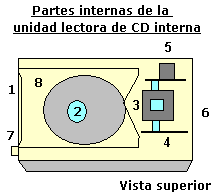 Partes internas de la
unidad lectora de CD interna
5
1
8
2
3
6
7
4
Vista superior